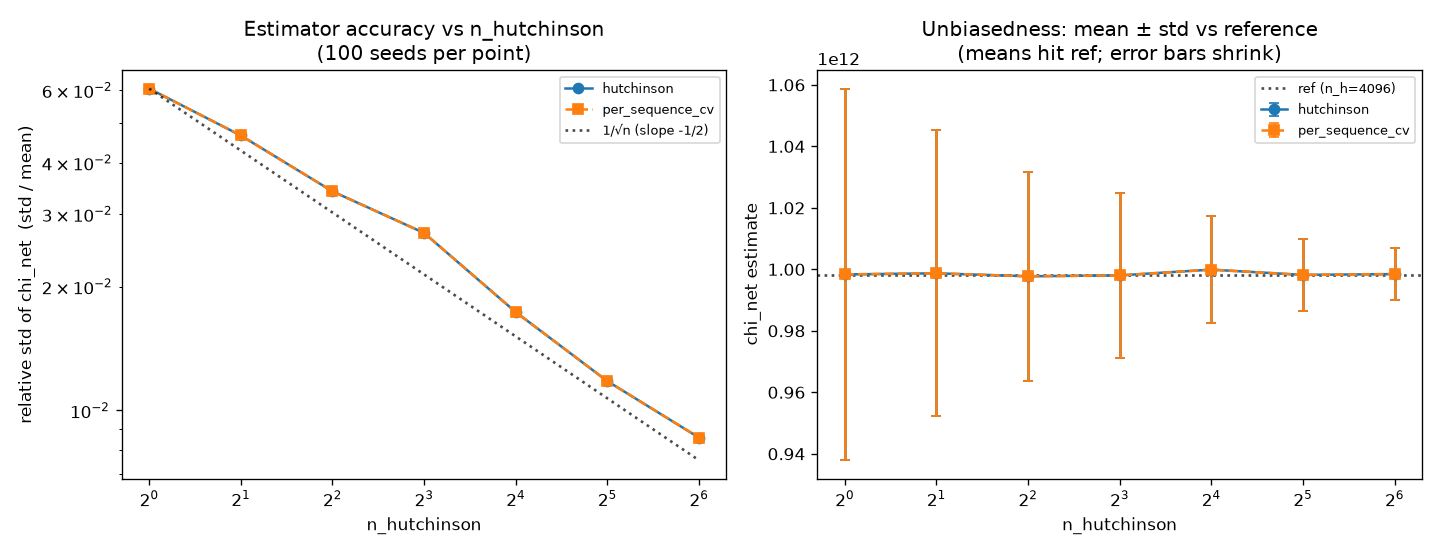 Estimator accuracy vs n_hutchinson
(100 seeds per point)
relative std of chi_net (std / mean)
6 × 10⁻²
4 × 10⁻²
3 × 10⁻²
2 × 10⁻²
10⁻²
hutchinson
per_sequence_cv
1/√n (slope -1/2)
2⁰ 2¹ 2² 2³ 2⁴ 2⁵ 2⁶
n_hutchinson
Unbiasedness: mean ± std vs reference
(means hit ref; error bars shrink)
1e12
chi_net estimate
1.06
1.04
1.02
1.00
0.98
0.96
0.94
ref (n_h=4096)
hutchinson
per_sequence_cv
2⁰ 2¹ 2² 2³ 2⁴ 2⁵ 2⁶
n_hutchinson